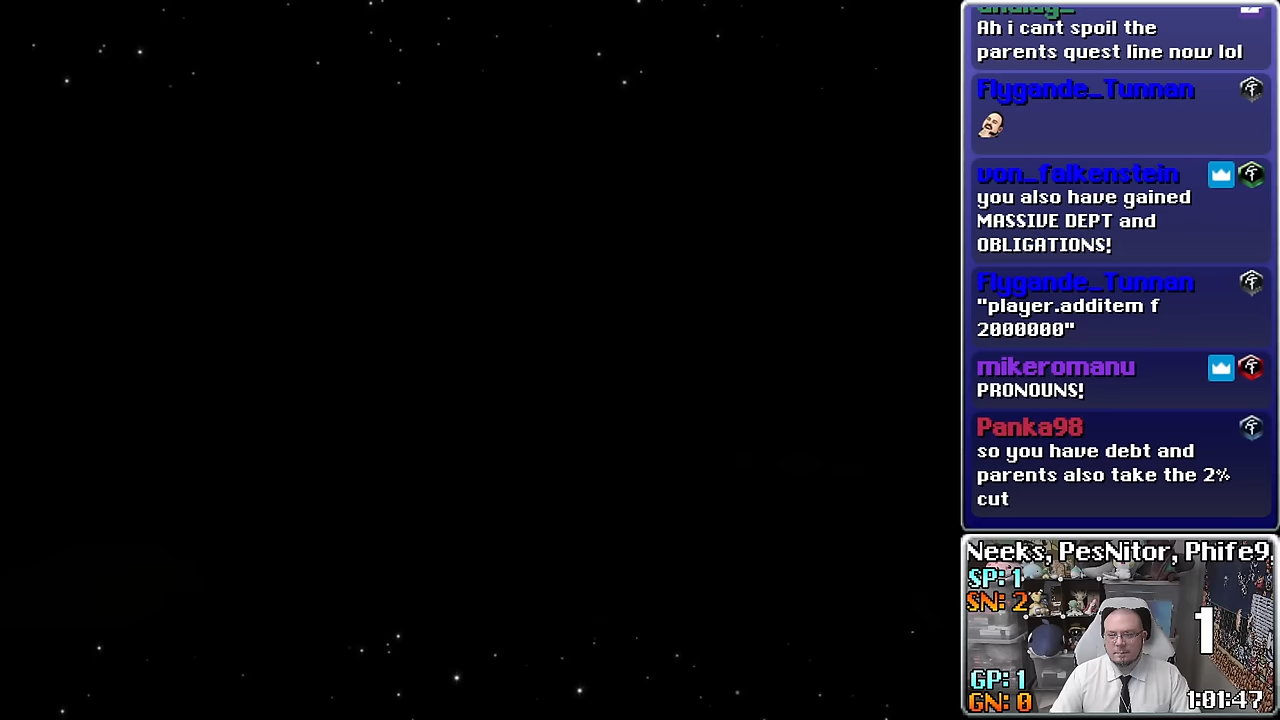 Ah i cant spoil the
parents quest line now lol
Flygande_Tunnan
von_falkenstein
you also have gained
MASSIVE DEPT and
OBLIGATIONS!
Flygande_Tunnan
"player.additem f
2000000"
mikeromanu
PRONOUNS!
Panka98
so you have debt and
parents also take the 2%
cut
Neeks, PesNitor, Phife9
SP: 1
SN: 2
1
GP: 1
GN: 0
1:01:47